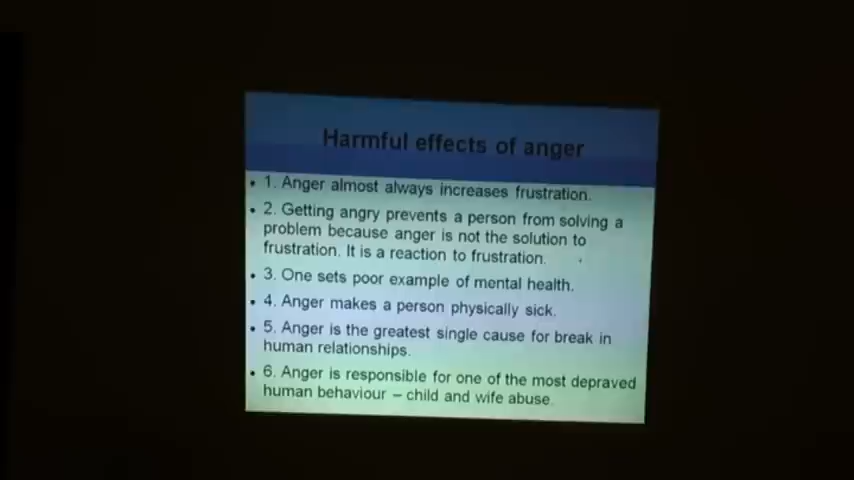 Harmful effects of anger
• 1. Anger almost always increases frustration.
• 2. Getting angry prevents a person from solving a
problem because anger is not the solution to
frustration. It is a reaction to frustration.
• 3. One sets poor example of mental health.
• 4. Anger makes a person physically sick.
• 5. Anger is the greatest single cause for break in
human relationships.
• 6. Anger is responsible for one of the most depraved
human behaviour – child and wife abuse.